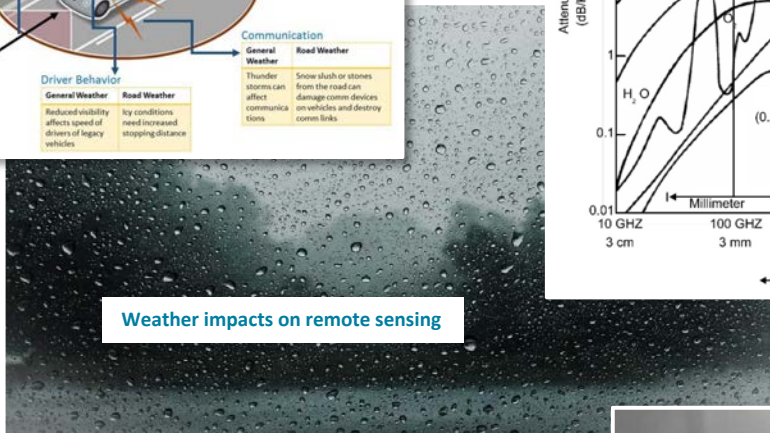 Communication
General Weather
Road Weather
Thunder
storms can
affect
communica
tions
Snow slush or stones
from the road can
damage comm devices
on vehicles and destroy
comm links
Driver Behavior
General Weather
Road Weather
Reduced visibility
affects speed of
drivers of legacy
vehicles
Icy conditions
need increased
stopping distance
(dB/
1
0.1
0.01
H2O
(0.
Millimeter
10 GHZ
100 GHZ
3 cm
3 mm
Weather impacts on remote sensing